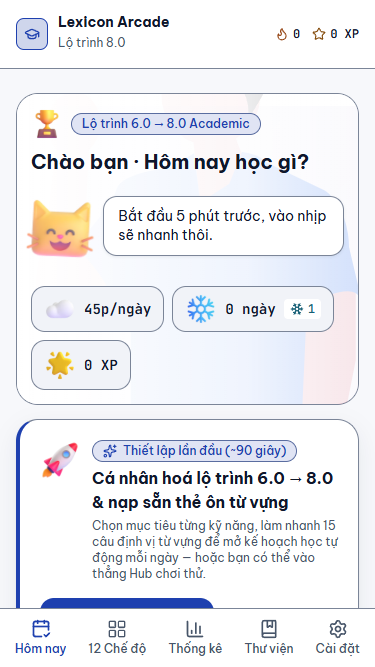 Lexicon Arcade
Lộ trình 8.0
0
0 XP
Lộ trình 6.0 → 8.0 Academic
Chào bạn · Hôm nay học gì?
Bắt đầu 5 phút trước, vào nhịp
sẽ nhanh thôi.
45p/ngày
0 ngày
1
0 XP
Thiết lập lần đầu (~90 giây)
Cá nhân hoá lộ trình 6.0 → 8.0
& nạp sẵn thẻ ôn từ vựng
Chọn mục tiêu từng kỹ năng, làm nhanh 15
câu định vị từ vựng để mở kế hoạch học tự
động mỗi ngày — hoặc bạn có thể vào
thẳng Hub chơi thử.
Hôm nay
12 Chế độ
Thống kê
Thư viện
Cài đặt